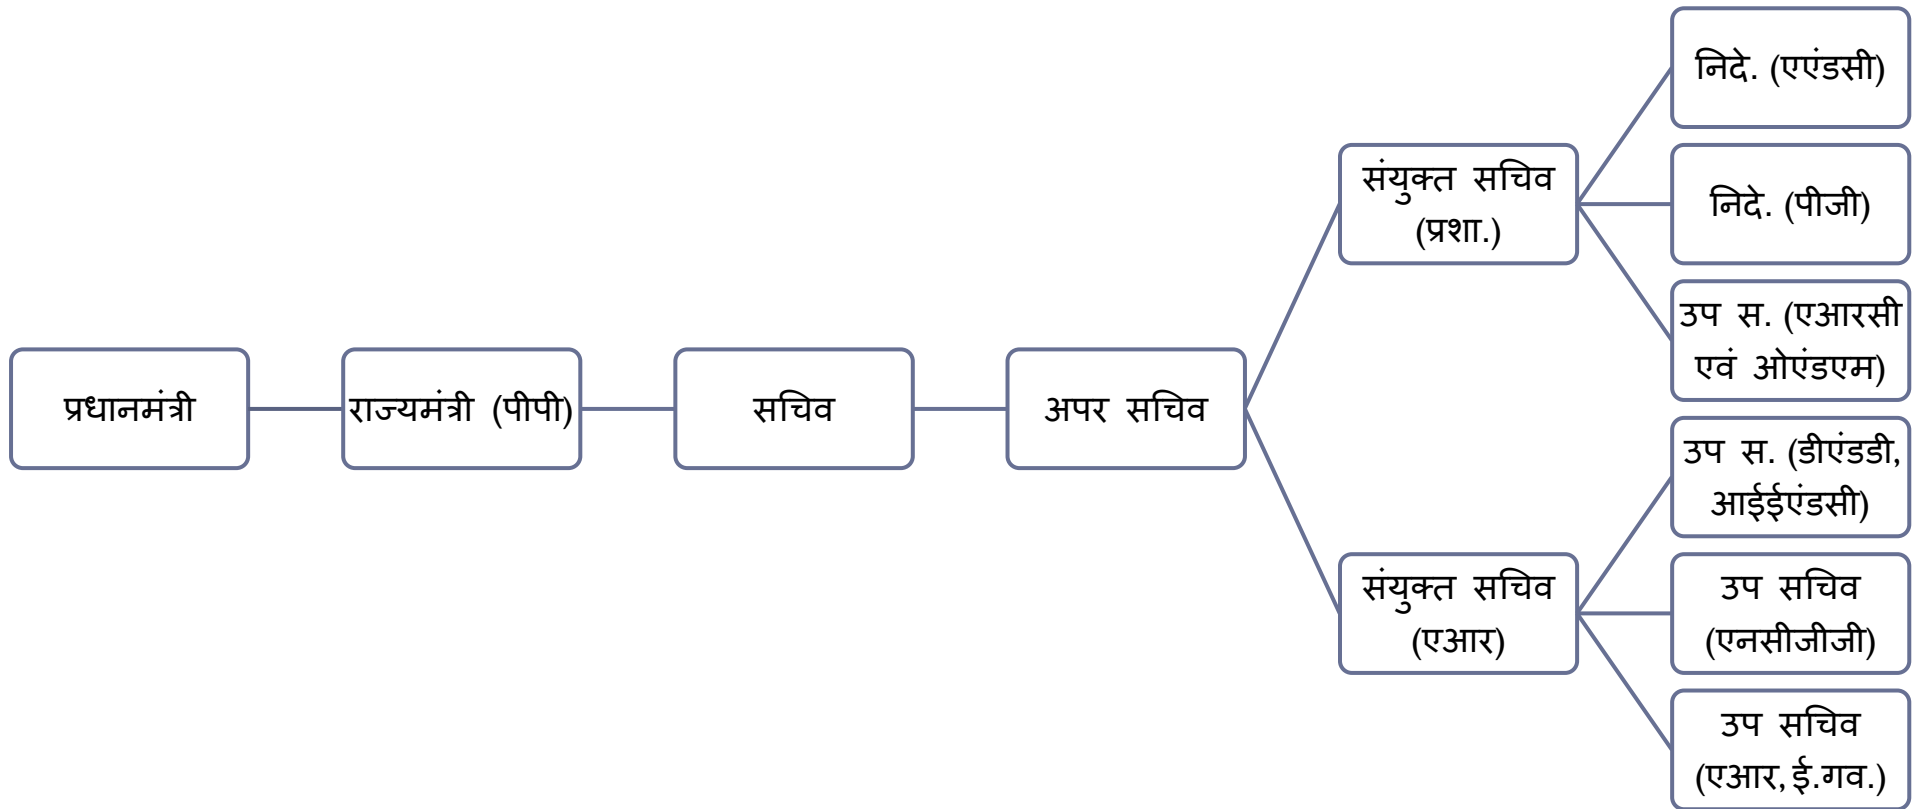 प्रधानमंत्री
राज्यमंत्री (पीपी)
सचिव
अपर सचिव
संयुक्त सचिव
(प्रशा.)
निदे. (एएंडसी)
निदे. (पीजी)
उप स. (एआरसी
एवं ओएंडएम)
संयुक्त सचिव
(एआर)
उप स. (डीएंडडी,
आईईएंडसी)
उप सचिव
(एनसीजीजी)
उप सचिव
(एआर, ई.गव.)